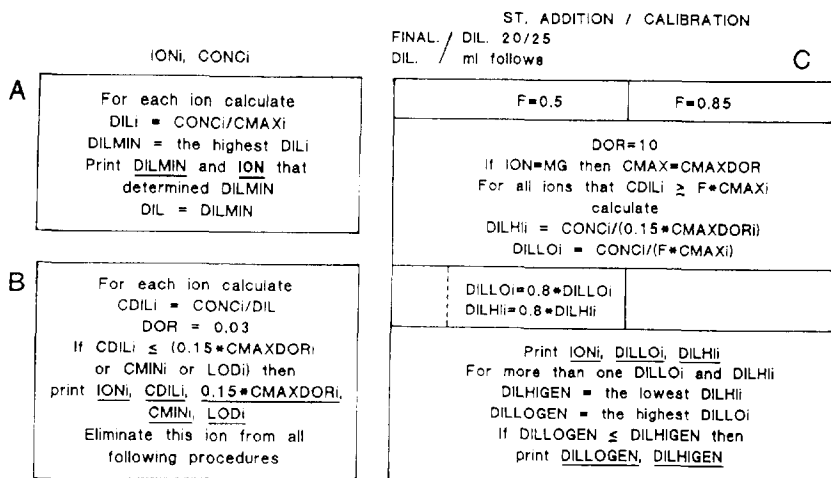 IONi, CONCi
A
For each ion calculate
DILi = CONCi/CMAXi
DILMIN = the highest DILi
Print DILMIN and ION that
determined DILMIN
DIL = DILMIN
B
For each ion calculate
CDILi = CONCi/DIL
DOR = 0.03
If CDILi ≤ (0.15*CMAXDORi
or CMINi or LODi) then
print IONi, CDILi, 0.15*CMAXDORi,
CMINi, LODi
Eliminate this ion from all
following procedures
ST. ADDITION / CALIBRATION
FINAL. / DIL. 20/25
DIL. / ml follows
C
F=0.5 F=0.85
DOR=10
If ION=MG then CMAX=CMAXDOR
For all ions that CDILi ≥ F*CMAXi
calculate
DILHIi = CONCi/(0.15*CMAXDORi)
DILLOi = CONCi/(F*CMAXi)
DILLOi=0.8*DILLOi
DILHIi=0.8*DILHIi
Print IONi, DILLOi, DILHIi
For more than one DILLOi and DILHIi
DILHIGEN = the lowest DILHIi
DILLOGEN = the highest DILLOi
If DILLOGEN ≤ DILHIGEN then
print DILLOGEN, DILHIGEN